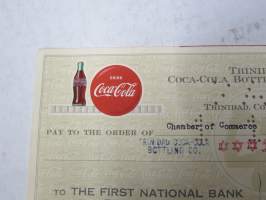 TRINID
COCA-COLA BOTTL
DRINK
Coca-Cola
TRINIDAD, CO
PAY TO THE ORDER OF Chamber of Commerce
TRINIDAD COCA-COLA
BOTTLING CO.
TO THE FIRST NATIONAL BANK